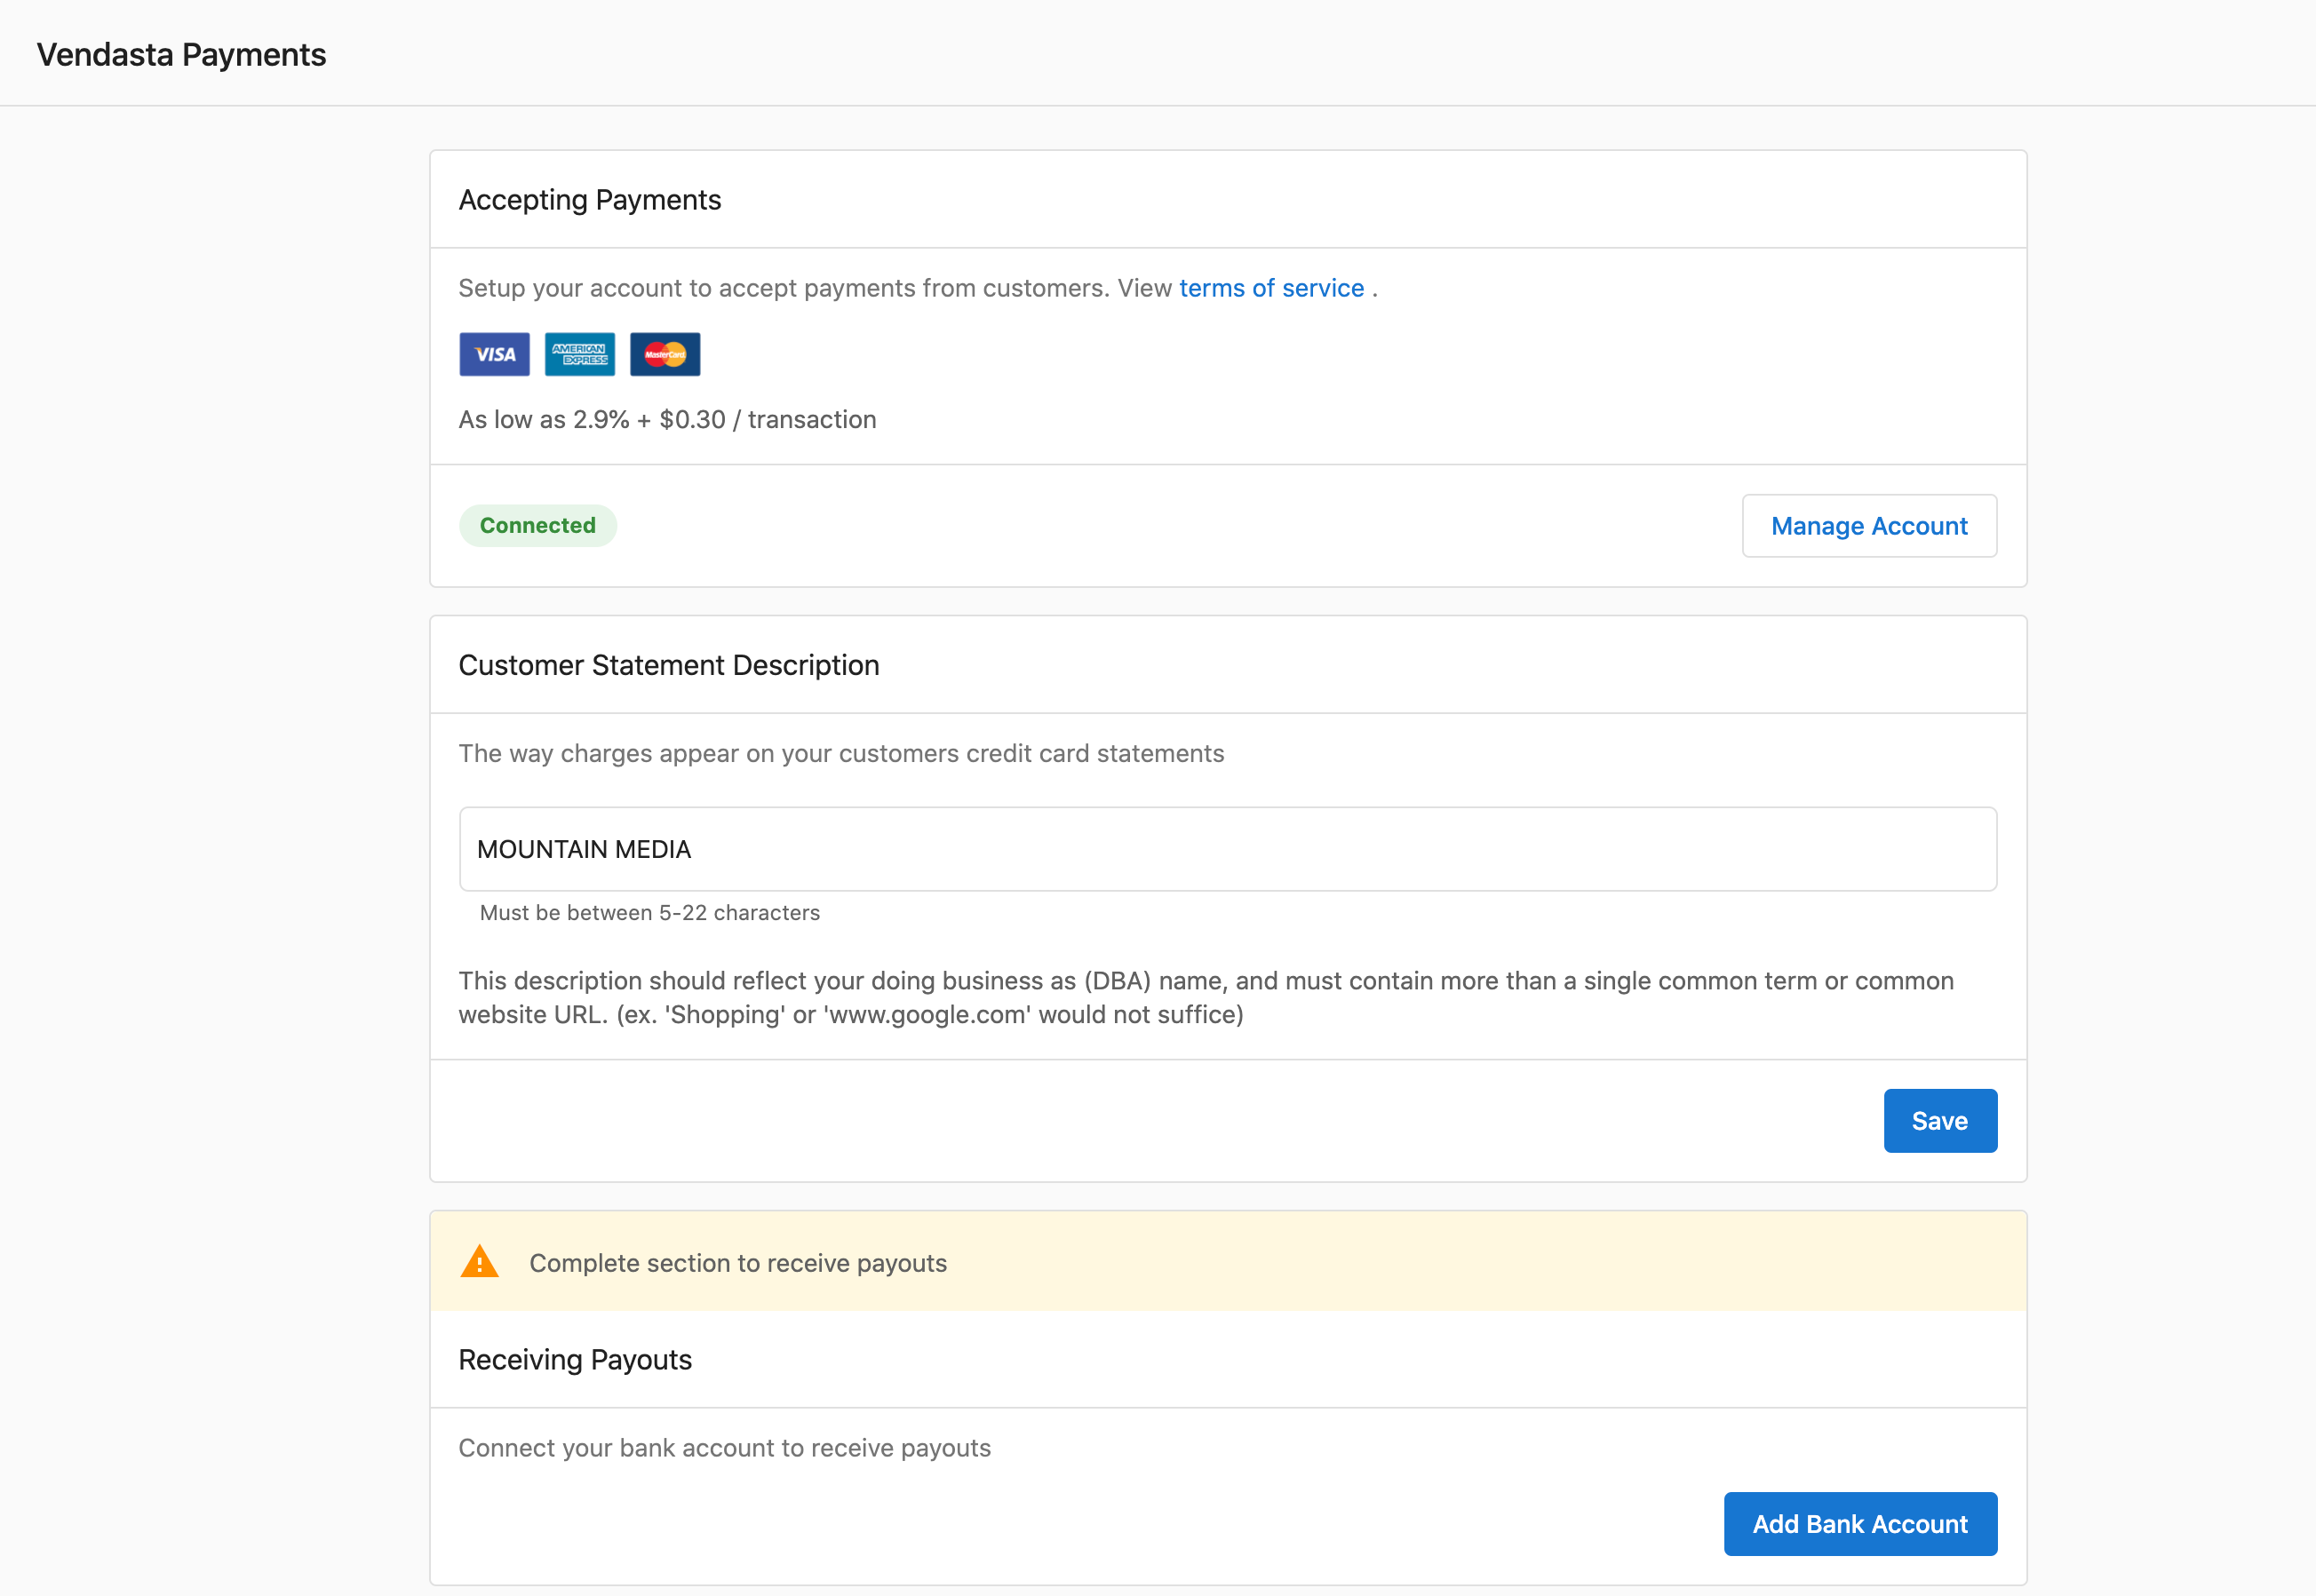 Vendasta Payments
Accepting Payments
Setup your account to accept payments from customers. View terms of service .
VISA AMERICAN EXPRESS MasterCard
As low as 2.9% + $0.30 / transaction
Connected
Manage Account
Customer Statement Description
The way charges appear on your customers credit card statements
MOUNTAIN MEDIA
Must be between 5-22 characters
This description should reflect your doing business as (DBA) name, and must contain more than a single common term or common
website URL. (ex. 'Shopping' or 'www.google.com' would not suffice)
Save
Complete section to receive payouts
Receiving Payouts
Connect your bank account to receive payouts
Add Bank Account